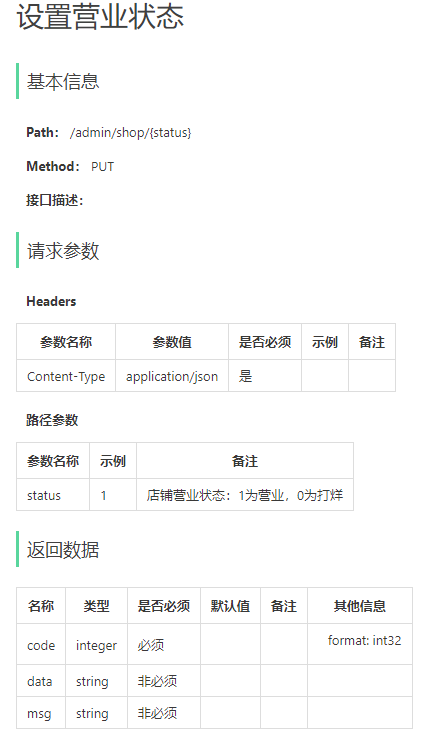 设置营业状态
基本信息
Path： /admin/shop/{status}
Method： PUT
接口描述：
请求参数
Headers
参数名称 参数值 是否必须 示例 备注
Content-Type application/json 是
路径参数
参数名称 示例 备注
status 1 店铺营业状态：1为营业，0为打烊
返回数据
名称 类型 是否必须 默认值 备注 其他信息
code integer 必须 format: int32
data string 非必须
msg string 非必须